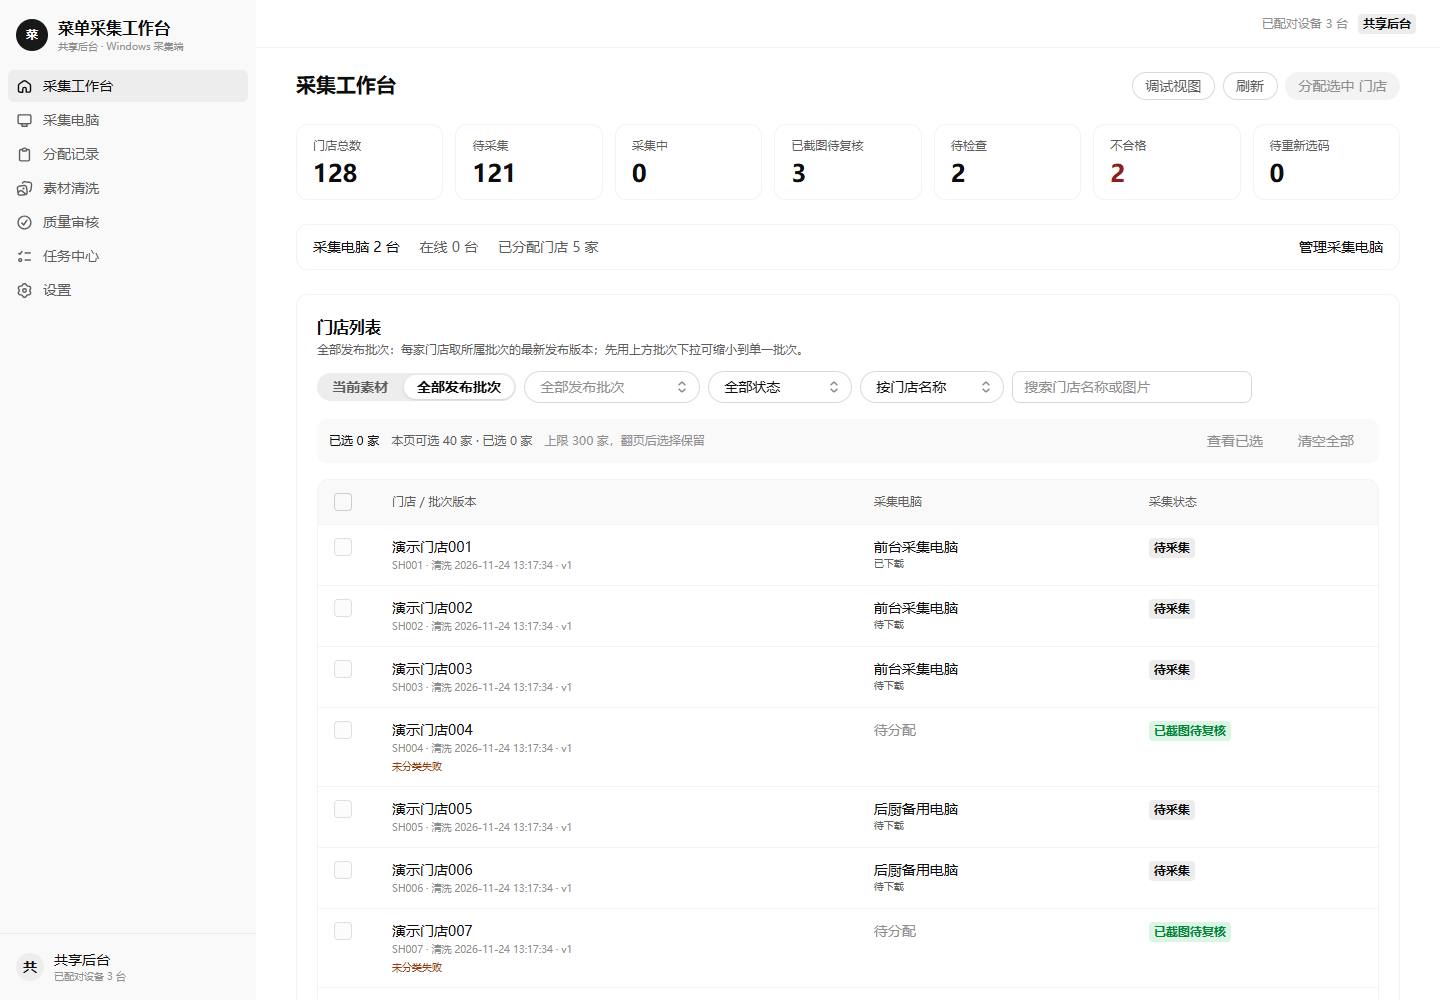 菜
菜单采集工作台
共享后台 · Windows 采集端
采集工作台
采集电脑
分配记录
素材清洗
质量审核
任务中心
设置
共
共享后台
已配对设备 3 台
已配对设备 3 台 共享后台
采集工作台
调试视图 刷新 分配选中 门店
门店总数 待采集 采集中 已截图待复核 待检查 不合格 待重新选码
128 121 0 3 2 2 0
采集电脑 2 台 在线 0 台 已分配门店 5 家 管理采集电脑
门店列表
全部发布批次；每家门店取所属批次的最新发布版本；先用上方批次下拉可缩小到单一批次。
当前素材 全部发布批次 全部发布批次 全部状态 按门店名称 搜索门店名称或图片
已选 0 家 本页可选 40 家 · 已选 0 家 上限 300 家，翻页后选择保留 查看已选 清空全部
门店 / 批次版本 采集电脑 采集状态
演示门店001 前台采集电脑 待采集
SH001 · 清洗 2026-11-24 13:17:34 · v1 已下载
演示门店002 前台采集电脑 待采集
SH002 · 清洗 2026-11-24 13:17:34 · v1 待下载
演示门店003 前台采集电脑 待采集
SH003 · 清洗 2026-11-24 13:17:34 · v1 待下载
演示门店004 待分配 已截图待复核
SH004 · 清洗 2026-11-24 13:17:34 · v1
未分类失败
演示门店005 后厨备用电脑 待采集
SH005 · 清洗 2026-11-24 13:17:34 · v1 待下载
演示门店006 后厨备用电脑 待采集
SH006 · 清洗 2026-11-24 13:17:34 · v1 待下载
演示门店007 待分配 已截图待复核
SH007 · 清洗 2026-11-24 13:17:34 · v1
未分类失败